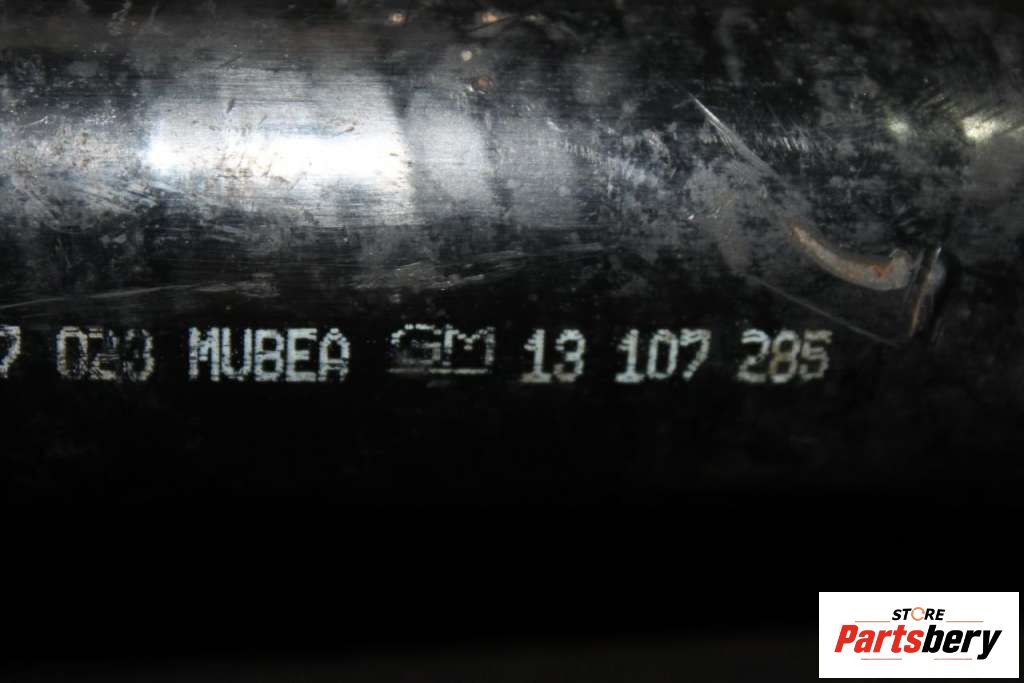 7 023 MUBEA GM 13 107 285
STORE
Partsbery